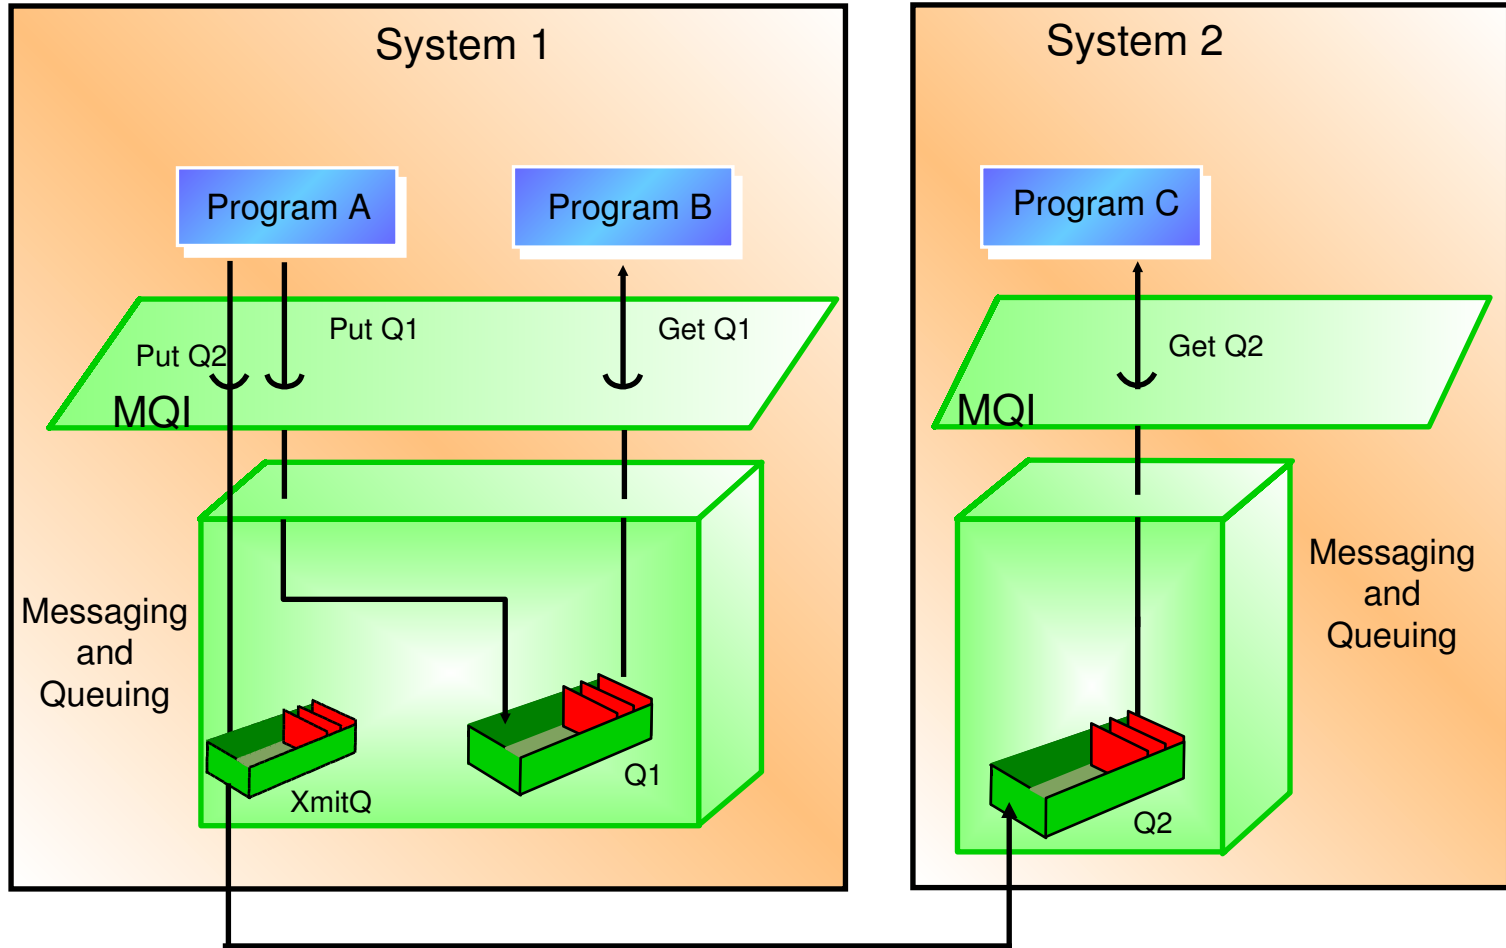 System 1
System 2
Program A
Program B
Program C
Put Q2
Put Q1
Get Q1
Get Q2
MQI
MQI
Messaging
and
Queuing
Messaging
and
Queuing
XmitQ
Q1
Q2